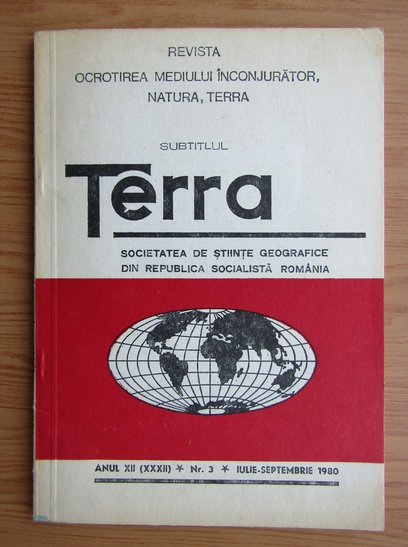 REVISTA
OCROTIREA MEDIULUI ÎNCONJURĂTOR,
NATURA, TERRA
SUBTITLUL
Terra
SOCIETATEA DE ȘTIINȚE GEOGRAFICE
DIN REPUBLICA SOCIALISTĂ ROMÂNIA
ANUL XII (XXXII) * Nr. 3 * IULIE-SEPTEMBRIE 1980